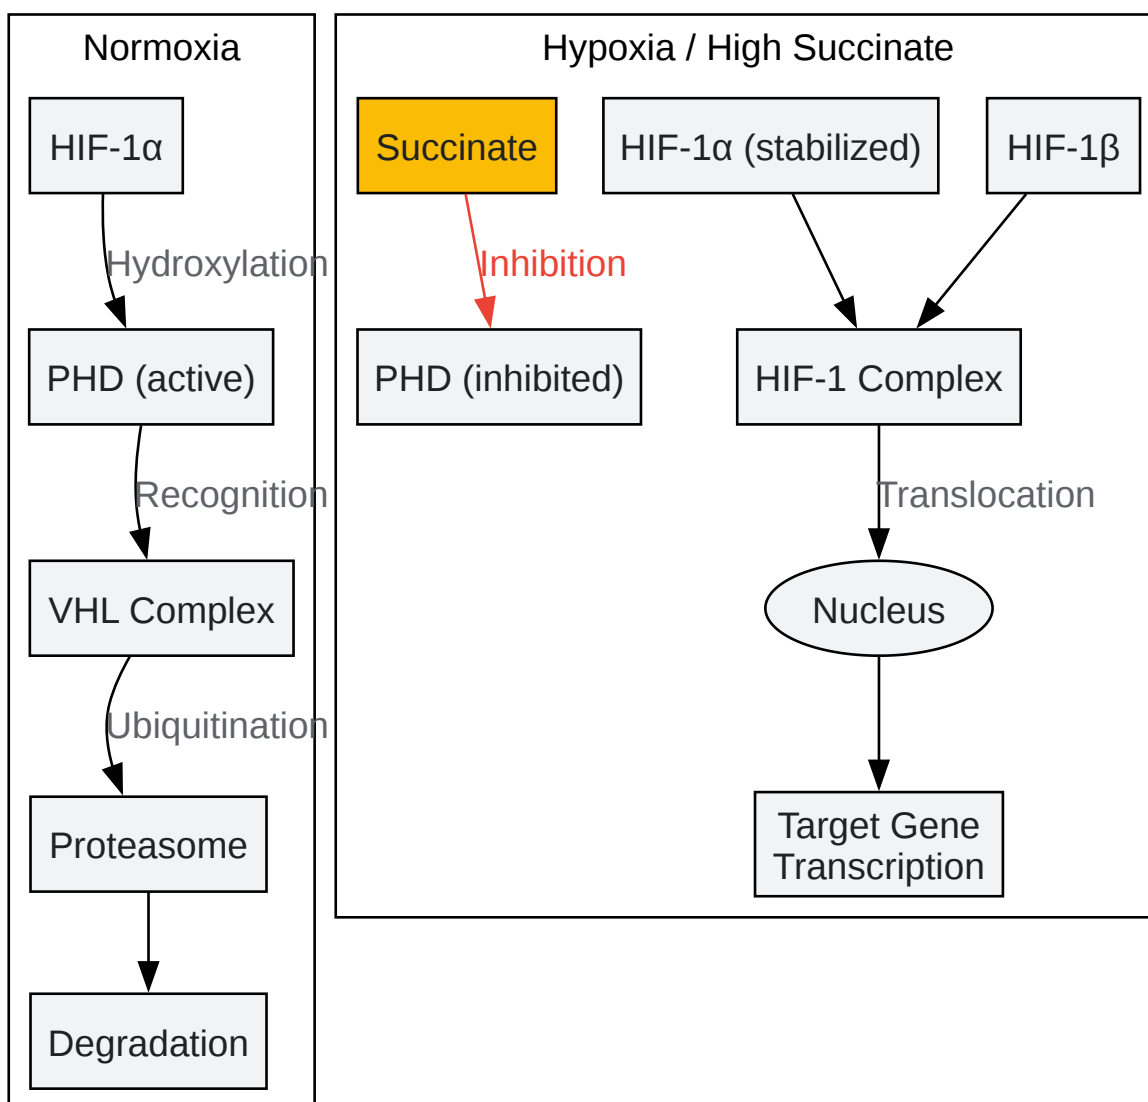 Normoxia
HIF-1α
Hydroxylation
PHD (active)
Recognition
VHL Complex
Ubiquitination
Proteasome
Degradation
Hypoxia / High Succinate
Succinate
HIF-1α (stabilized)
HIF-1β
Inhibition
PHD (inhibited)
HIF-1 Complex
Translocation
Nucleus
Target Gene
Transcription